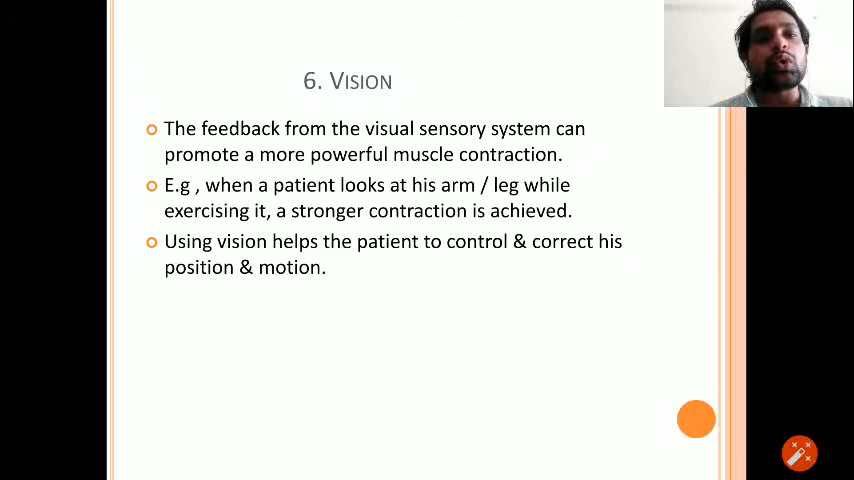 6. VISION
The feedback from the visual sensory system can
promote a more powerful muscle contraction.
E.g , when a patient looks at his arm / leg while
exercising it, a stronger contraction is achieved.
Using vision helps the patient to control & correct his
position & motion.